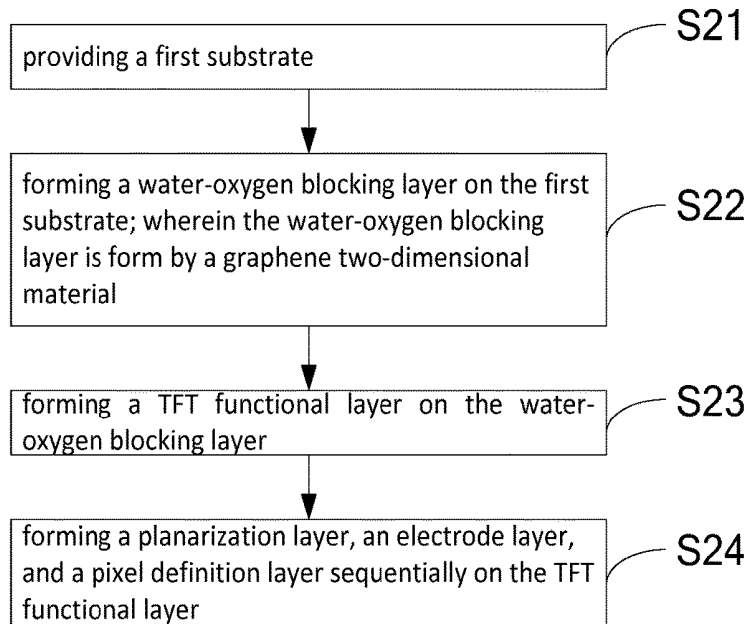 S21
providing a first substrate
forming a water-oxygen blocking layer on the first
substrate; wherein the water-oxygen blocking
layer is form by a graphene two-dimensional
material
S22
forming a TFT functional layer on the water-
oxygen blocking layer
S23
forming a planarization layer, an electrode layer,
and a pixel definition layer sequentially on the TFT
functional layer
S24